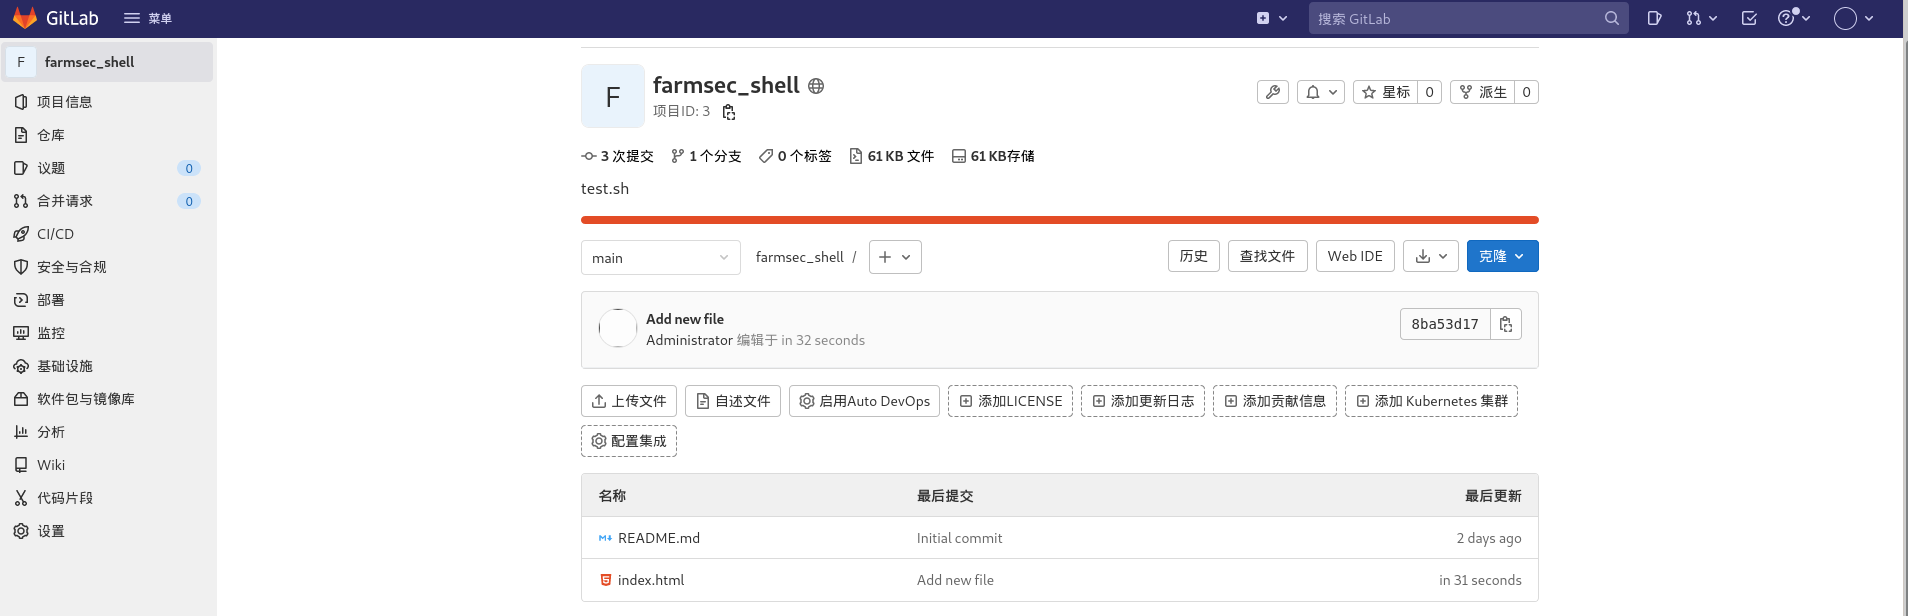 GitLab 菜单 搜索 GitLab
F farmsec_shell
项目信息
仓库
议题 0
合并请求 0
CI/CD
安全与合规
部署
监控
基础设施
软件包与镜像库
分析
Wiki
代码片段
设置
F farmsec_shell
项目ID: 3
星标 0 派生 0
3 次提交 1 个分支 0 个标签 61 KB 文件 61 KB存储
test.sh
main farmsec_shell / 历史 查找文件 Web IDE 克隆
Add new file
Administrator 编辑于 in 32 seconds
8ba53d17
上传文件 自述文件 启用Auto DevOps 添加LICENSE 添加更新日志 添加贡献信息 添加 Kubernetes 集群
配置集成
名称 最后提交 最后更新
README.md Initial commit 2 days ago
index.html Add new file in 31 seconds